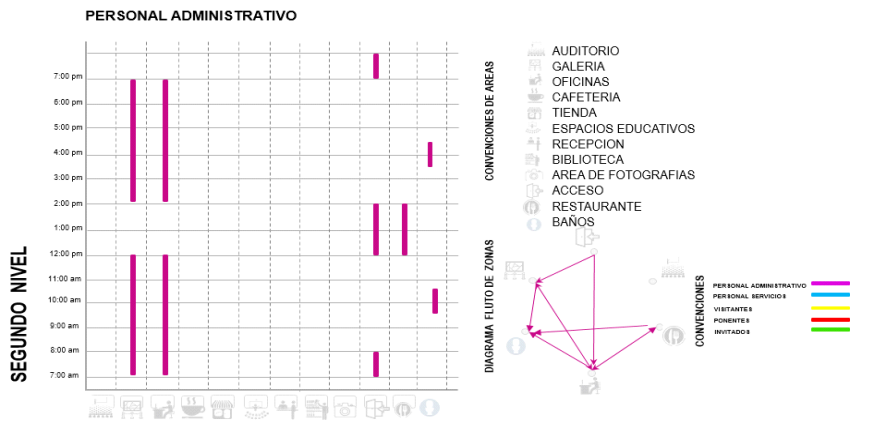 PERSONAL ADMINISTRATIVO
7:00 pm
6:00 pm
5:00 pm
4:00 pm
3:00 pm
2:00 pm
1:00 pm
12:00 pm
11:00 am
10:00 am
9:00 am
8:00 am
7:00 am
SEGUNDO NIVEL
CONVENCIONES DE AREAS
AUDITORIO
GALERIA
OFICINAS
CAFETERIA
TIENDA
ESPACIOS EDUCATIVOS
RECEPCION
BIBLIOTECA
AREA DE FOTOGRAFIAS
ACCESO
RESTAURANTE
BAÑOS
DIAGRAMA FLUTO DE ZONAS
CONVENCIONES
PERSONAL ADMINISTRATIVO
PERSONAL SERVICIOS
VISITANTES
PONENTES
INVITADOS